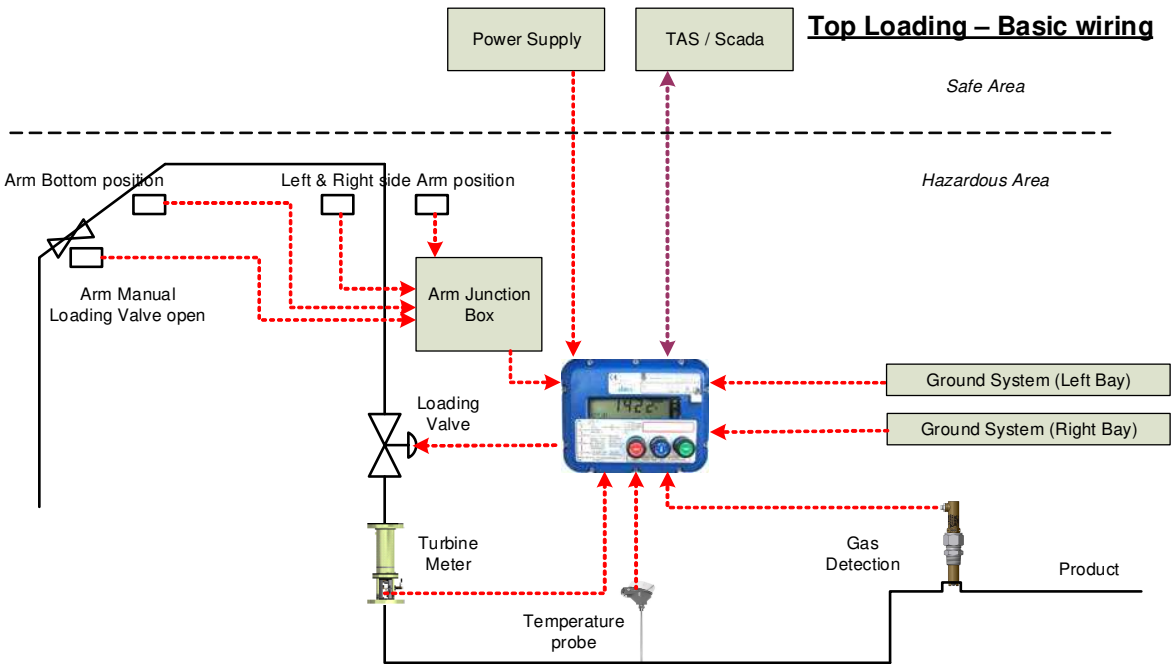 Top Loading – Basic wiring
Power Supply
TAS / Scada
Safe Area
Hazardous Area
Arm Bottom position
Left & Right side Arm position
Arm Manual
Loading Valve open
Arm Junction
Box
Ground System (Left Bay)
Ground System (Right Bay)
Loading
Valve
Turbine
Meter
Temperature
probe
Gas
Detection
Product